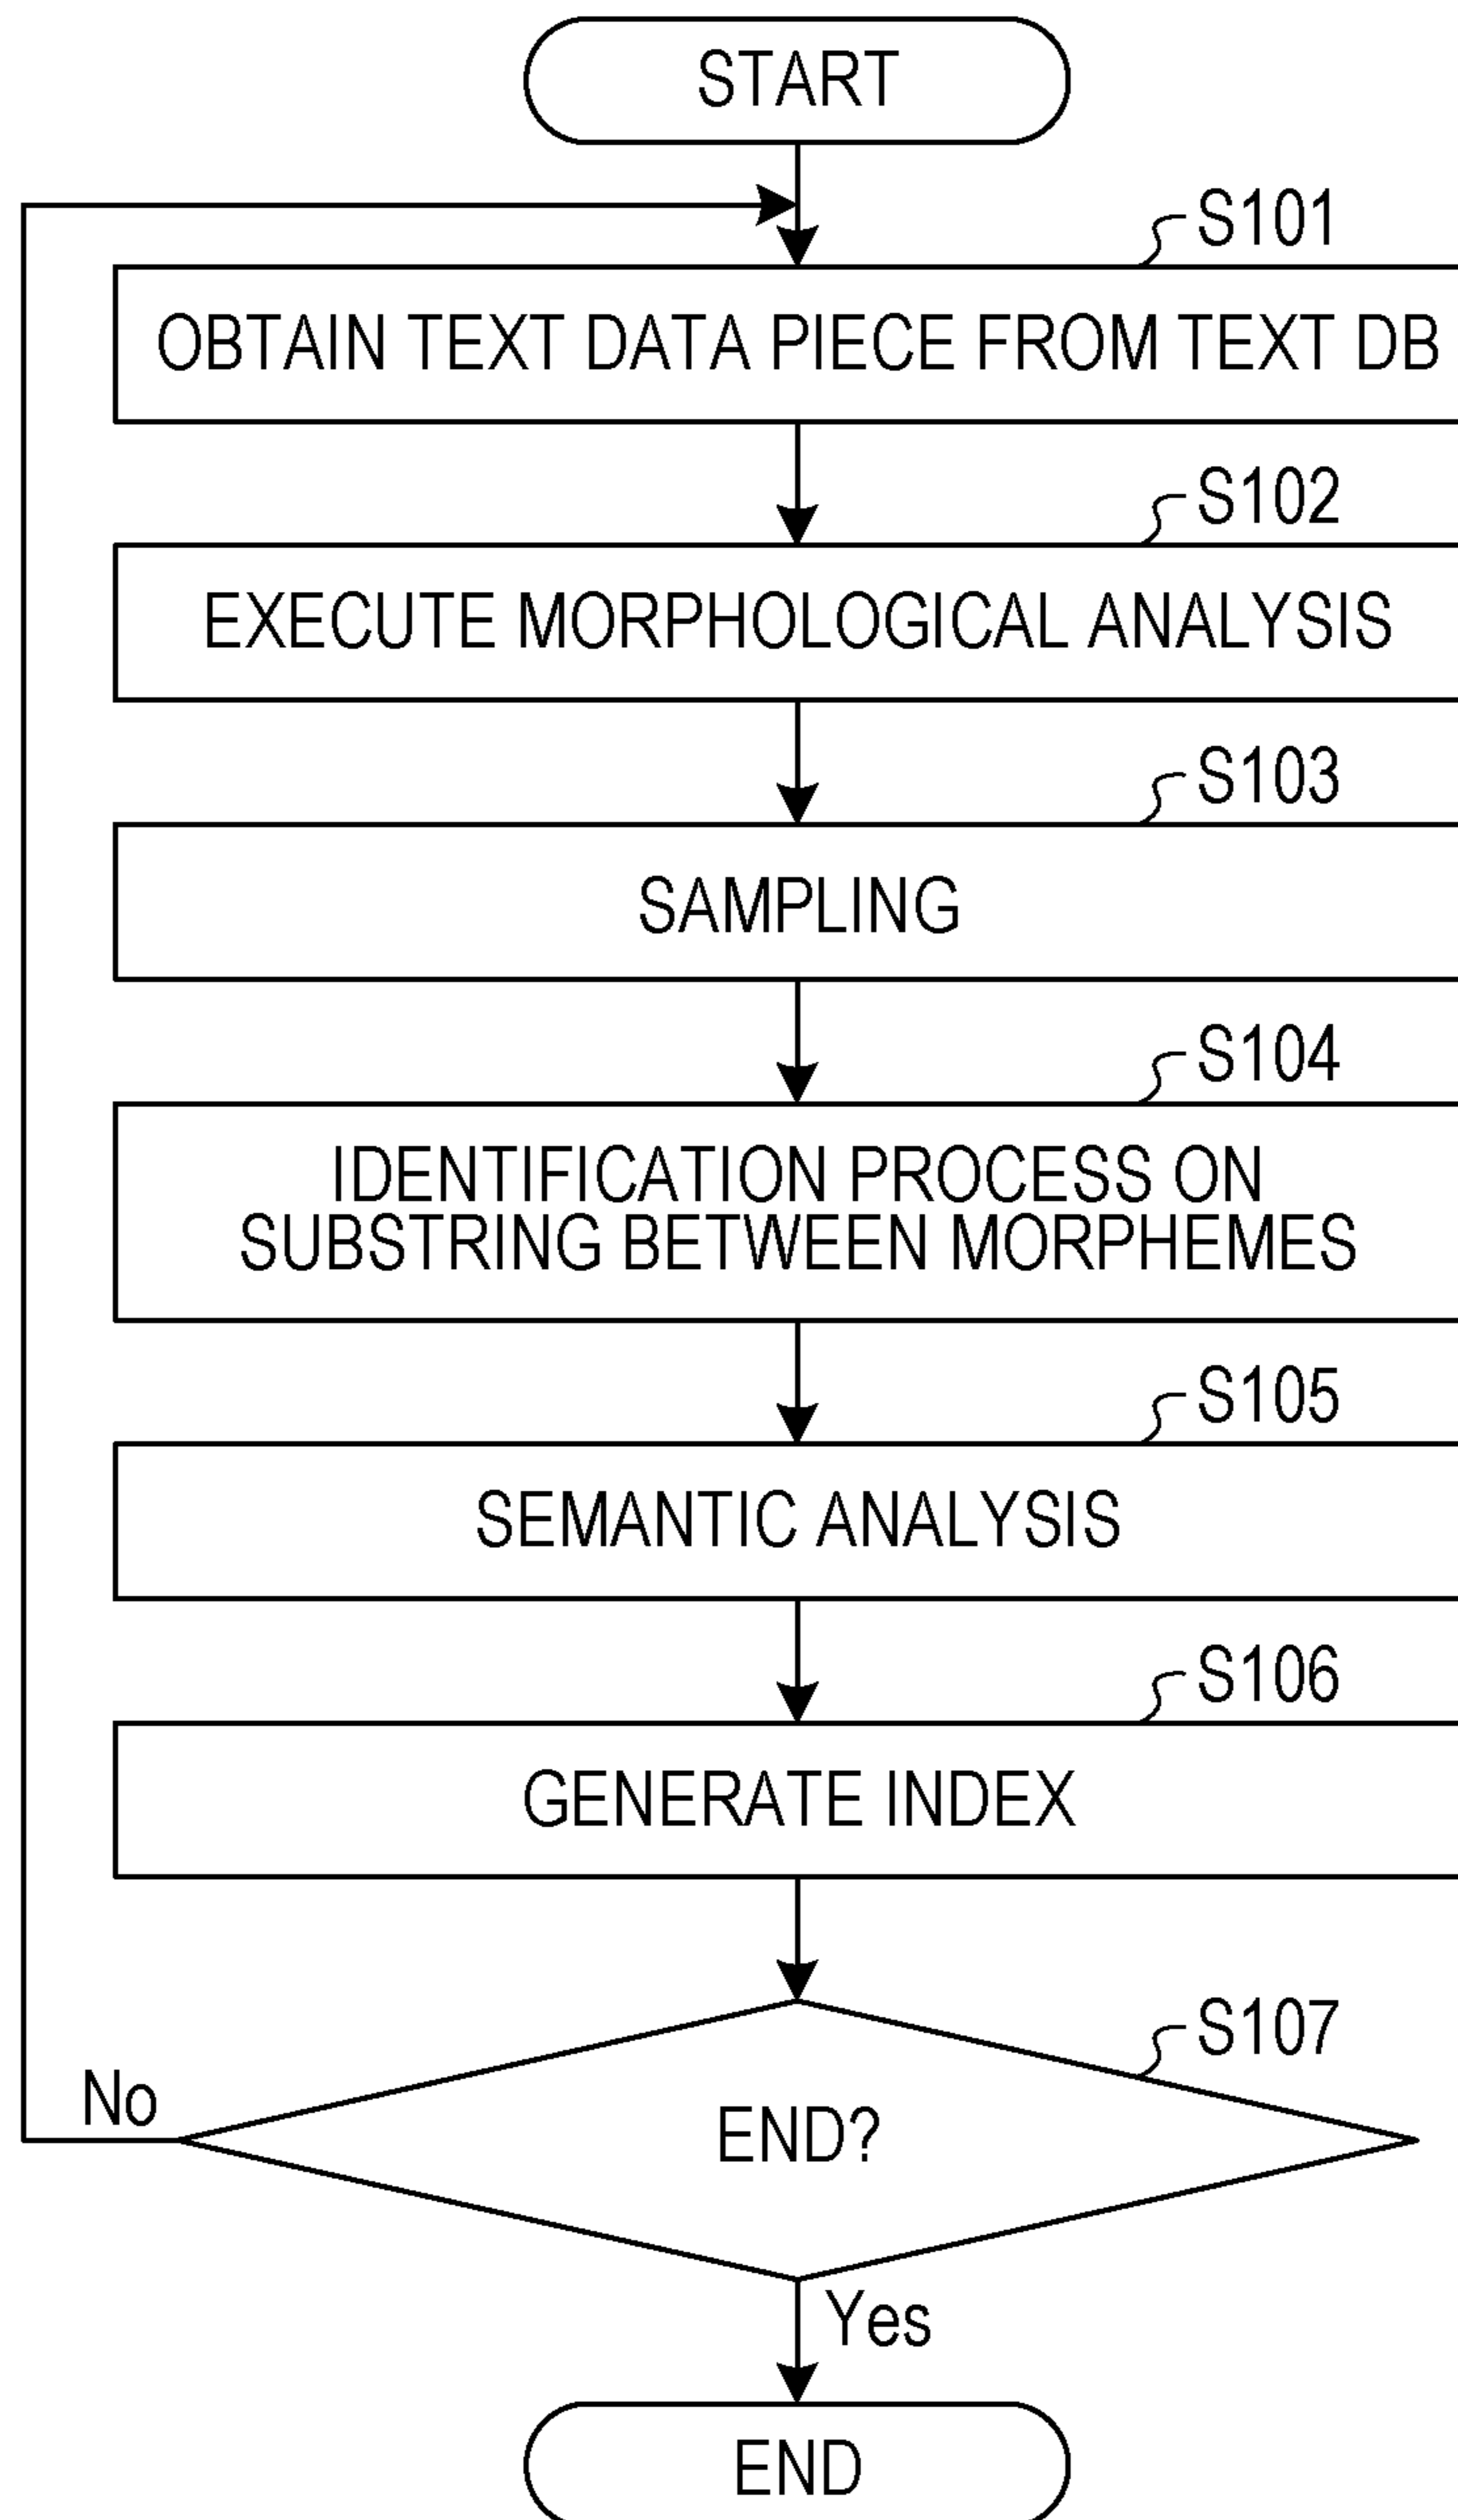 START
S101
OBTAIN TEXT DATA PIECE FROM TEXT DB
S102
EXECUTE MORPHOLOGICAL ANALYSIS
S103
SAMPLING
S104
IDENTIFICATION PROCESS ON
SUBSTRING BETWEEN MORPHEMES
S105
SEMANTIC ANALYSIS
S106
GENERATE INDEX
S107
No
END?
Yes
END